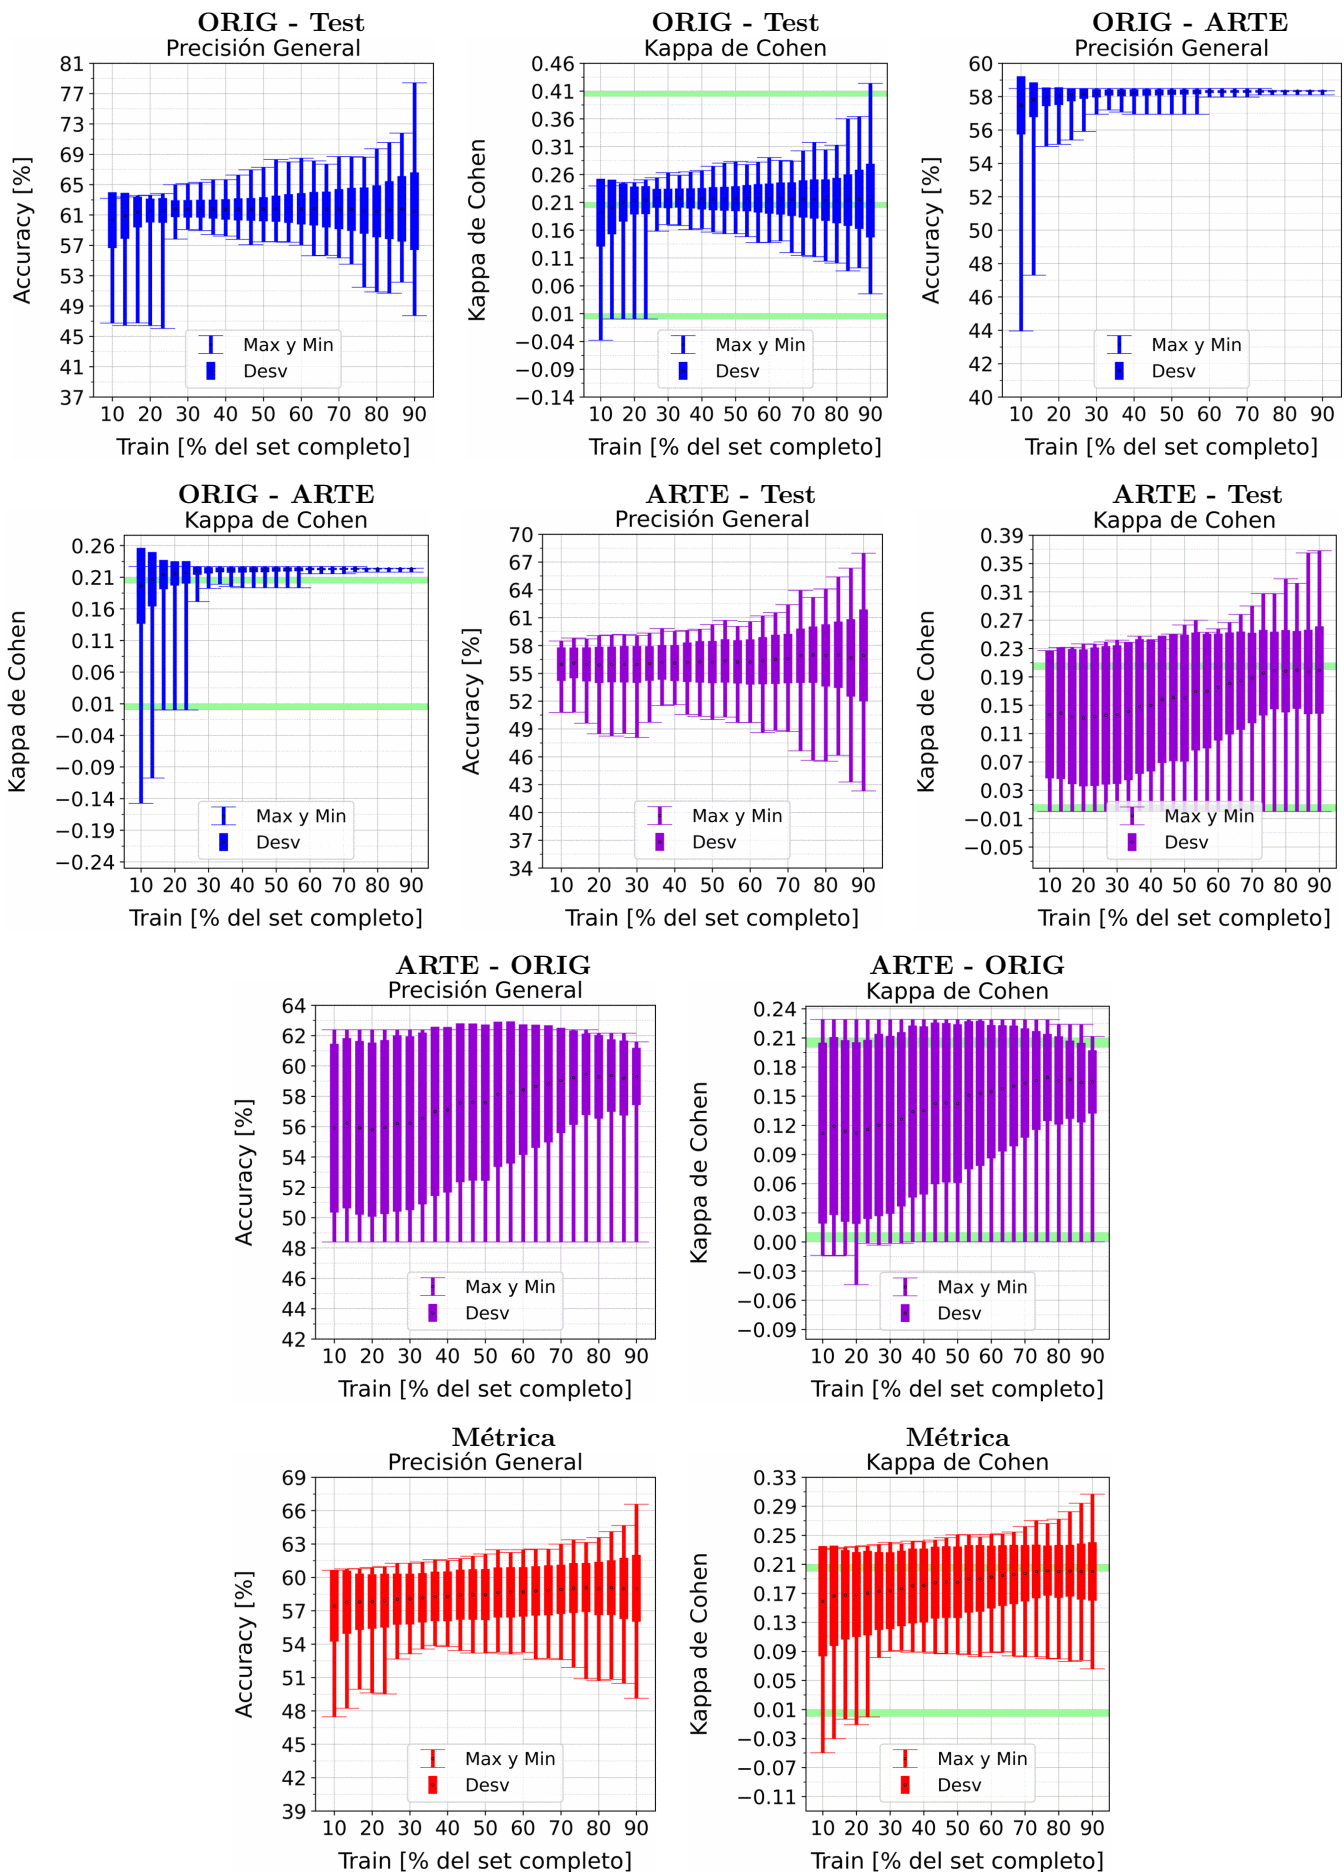 ORIG - Test
Precisión General
Accuracy [%]
81
77
73
69
65
61
57
53
49
45
41
37
Max y Min
Desv
10 20 30 40 50 60 70 80 90
Train [% del set completo]
ORIG - Test
Kappa de Cohen
Kappa de Cohen
0.46
0.41
0.36
0.31
0.26
0.21
0.16
0.11
0.06
0.01
−0.04
−0.09
−0.14
Max y Min
Desv
10 20 30 40 50 60 70 80 90
Train [% del set completo]
ORIG - ARTE
Precisión General
Accuracy [%]
60
58
56
54
52
50
48
46
44
42
40
Max y Min
Desv
10 20 30 40 50 60 70 80 90
Train [% del set completo]
ORIG - ARTE
Kappa de Cohen
Kappa de Cohen
0.26
0.21
0.16
0.11
0.06
0.01
−0.04
−0.09
−0.14
−0.19
−0.24
Max y Min
Desv
10 20 30 40 50 60 70 80 90
Train [% del set completo]
ARTE - Test
Precisión General
Accuracy [%]
70
67
64
61
58
55
52
49
46
43
40
37
34
Max y Min
Desv
10 20 30 40 50 60 70 80 90
Train [% del set completo]
ARTE - Test
Kappa de Cohen
Kappa de Cohen
0.39
0.35
0.31
0.27
0.23
0.19
0.15
0.11
0.07
0.03
−0.01
−0.05
Max y Min
Desv
10 20 30 40 50 60 70 80 90
Train [% del set completo]
ARTE - ORIG
Precisión General
Accuracy [%]
64
62
60
58
56
54
52
50
48
46
44
42
Max y Min
Desv
10 20 30 40 50 60 70 80 90
Train [% del set completo]
ARTE - ORIG
Kappa de Cohen
Kappa de Cohen
0.24
0.21
0.18
0.15
0.12
0.09
0.06
0.03
0.00
−0.03
−0.06
−0.09
Max y Min
Desv
10 20 30 40 50 60 70 80 90
Train [% del set completo]
Métrica
Precisión General
Accuracy [%]
69
66
63
60
57
54
51
48
45
42
39
Max y Min
Desv
10 20 30 40 50 60 70 80 90
Train [% del set completo]
Métrica
Kappa de Cohen
Kappa de Cohen
0.33
0.29
0.25
0.21
0.17
0.13
0.09
0.05
0.01
−0.03
−0.07
−0.11
Max y Min
Desv
10 20 30 40 50 60 70 80 90
Train [% del set completo]